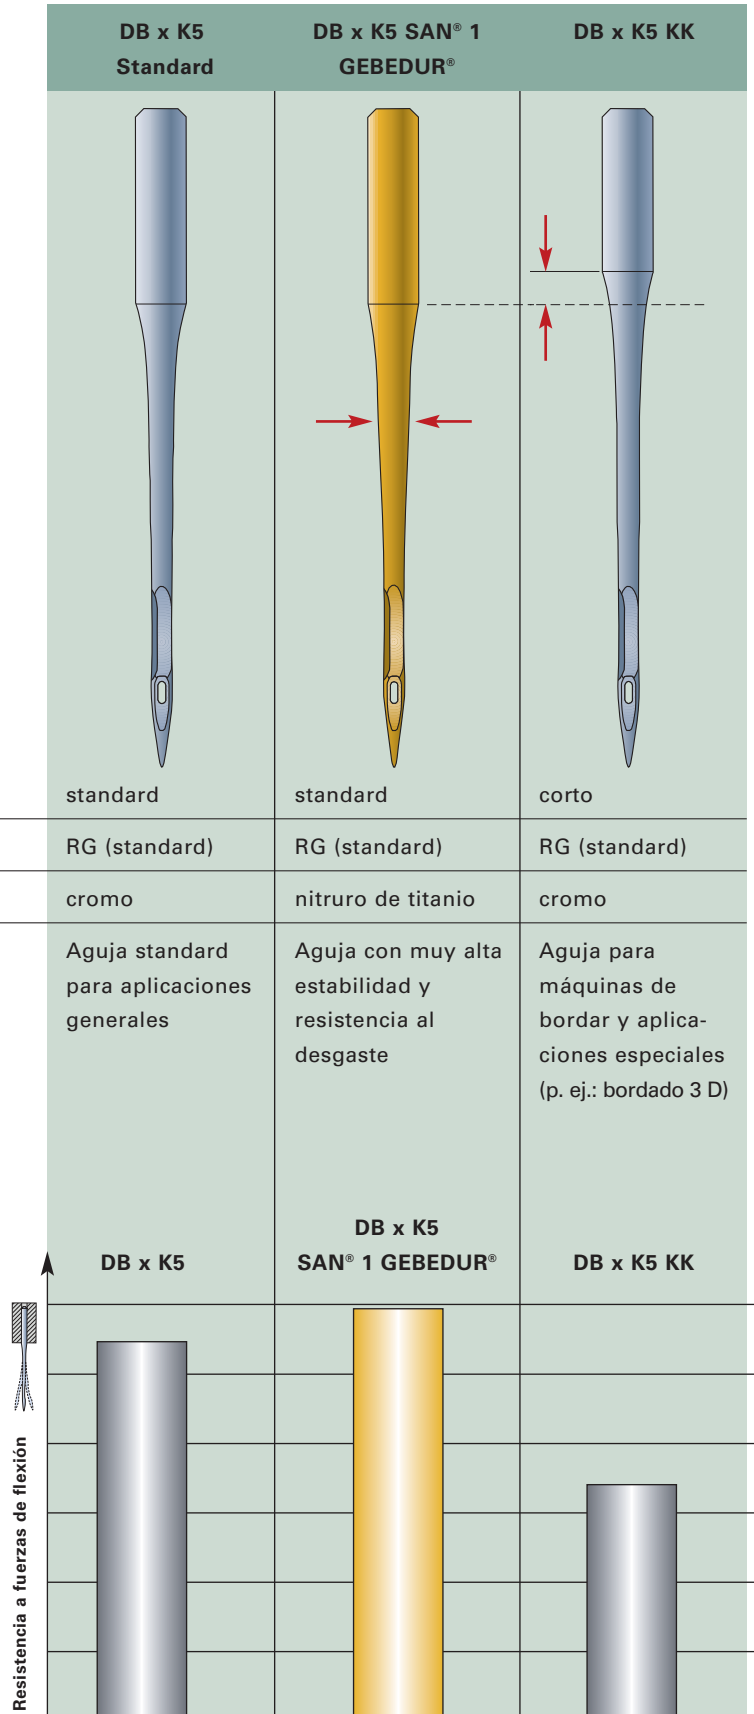 DB x K5
Standard
DB x K5 SAN® 1
GEBEDUR®
DB x K5 KK
standard
standard
corto
RG (standard)
RG (standard)
RG (standard)
cromo
nitruro de titanio
cromo
Aguja standard
para aplicaciones
generales
Aguja con muy alta
estabilidad y
resistencia al
desgaste
Aguja para
máquinas de
bordar y aplica-
ciones especiales
(p. ej.: bordado 3 D)
DB x K5
DB x K5
SAN® 1 GEBEDUR®
DB x K5 KK
Resistencia a fuerzas de flexión